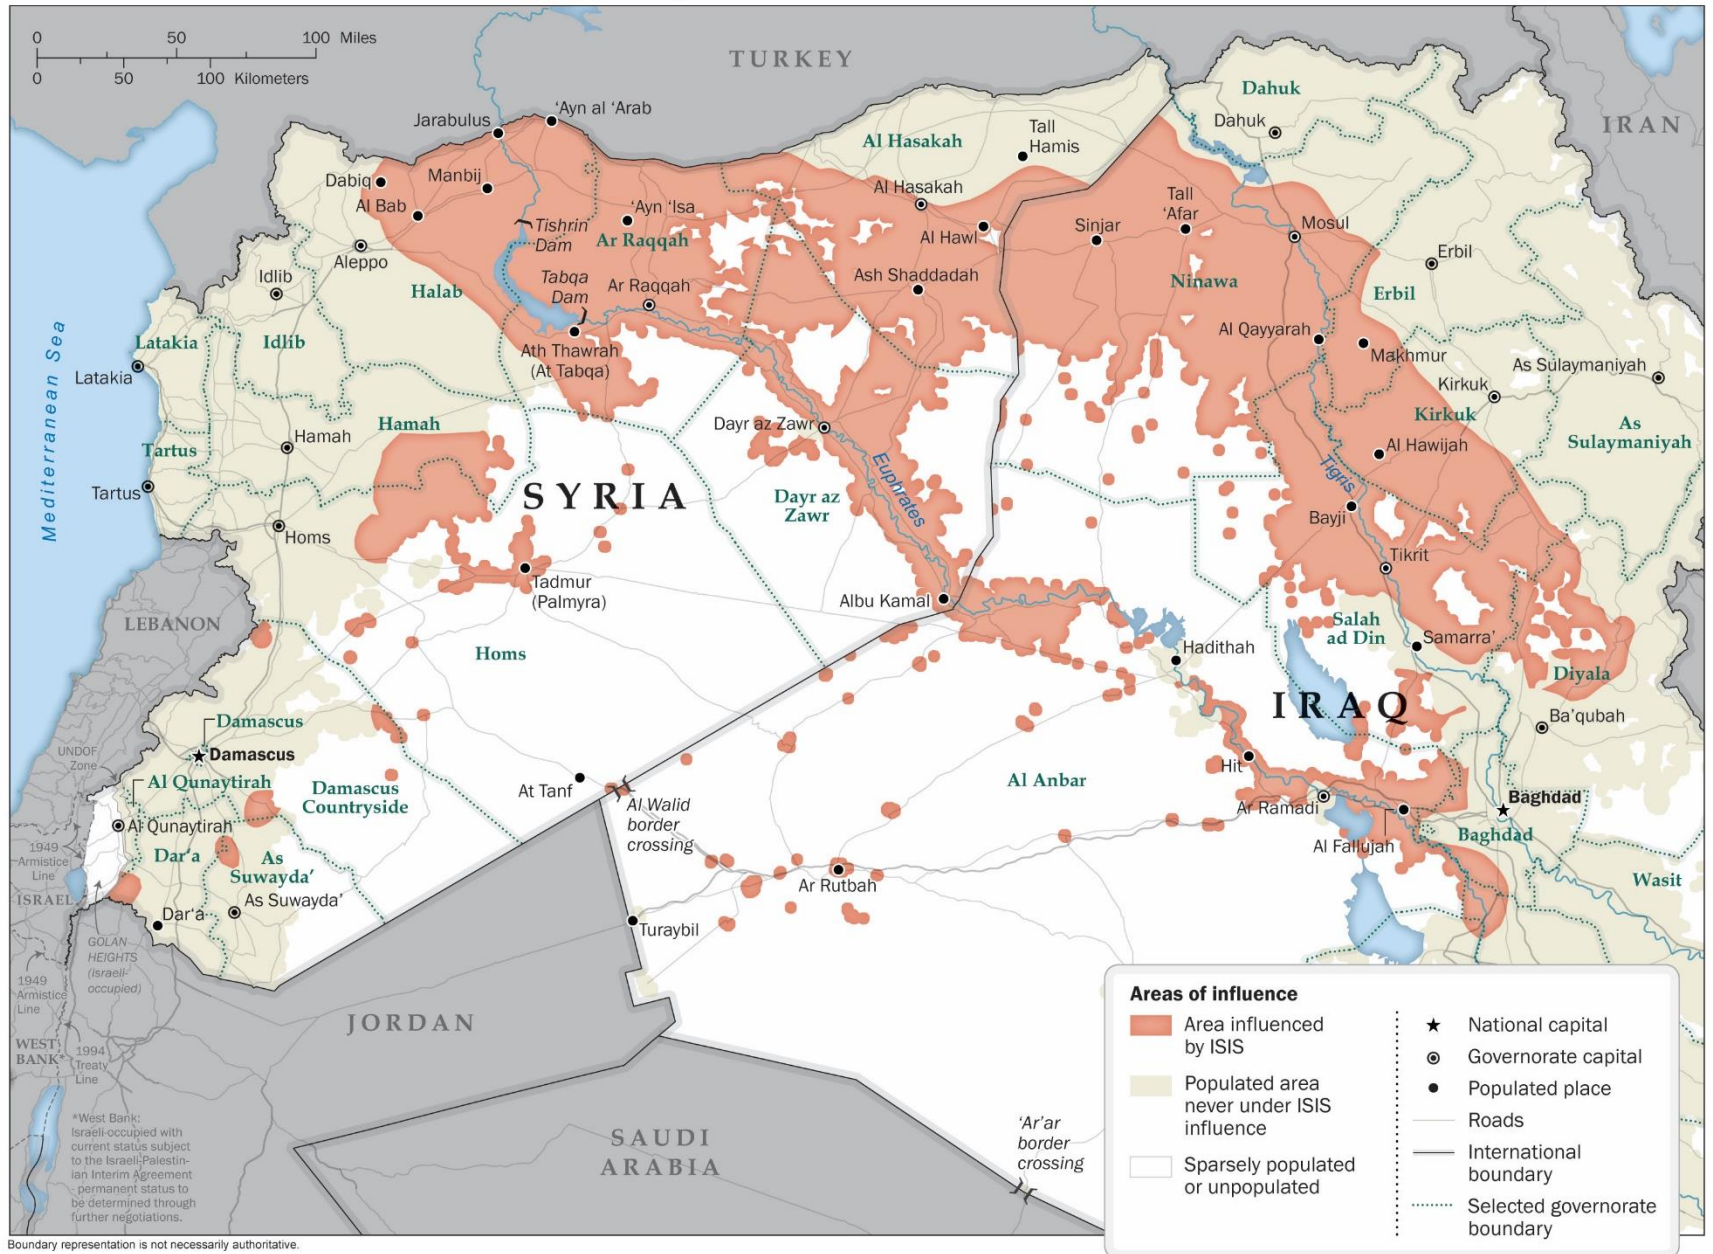 0 50 100 Miles
0 50 100 Kilometers
TURKEY
IRAN
‘Ayn al ‘Arab
Jarabulus
Dahuk
Dahuk
Tall
Hamis
Al Hasakah
Dabiq
Manbij
Al Bab
Al Hasakah
‘Ayn ‘Isa
Tishrin
Dam
Ar Raqqah
Al Hawl
Sinjar
Tall
‘Afar
Mosul
Aleppo
Erbil
Idlib
Halab
Tabqa
Dam
Ar Raqqah
Ash Shaddadah
Ninawa
Erbil
Mediterranean Sea
Latakia
Idlib
Al Qayyarah
Makhmur
Ath Thawrah
(At Tabqa)
As Sulaymaniyah
Latakia
Kirkuk
Kirkuk
Hamah
Dayr az Zawr
As
Sulaymaniyah
Hamah
Tartus
Al Hawijah
Euphrates
Tigris
Tartus
SYRIA
Dayr az
Zawr
Bayji
Homs
Tikrit
Tadmur
(Palmyra)
Albu Kamal
LEBANON
Salah
ad Din
Samarra’
Homs
Hadithah
Diyala
IRAQ
Damascus
Ba‘qubah
UNDOF
Zone
Damascus
Al Qunaytirah
Damascus
Countryside
At Tanf
Al Walid
border
crossing
Al Anbar
Hit
Ar Ramadi
Baghdad
Al Qunaytirah
Baghdad
Al Fallujah
1949
Armistice
Line
Dar‘a
As
Suwayda’
Ar Rutbah
Wasit
ISRAEL
As Suwayda’
Dar‘a
Turaybil
GOLAN
HEIGHTS
(Israeli-
occupied)
1949
Armistice
Line
JORDAN
WEST
BANK*
1994
Treaty
Line
*West Bank:
Israeli-occupied with
current status subject
to the Israeli-Palestin-
ian Interim Agreement
- permanent status to
be determined through
further negotiations.
SAUDI
ARABIA
‘Ar‘ar
border
crossing
Areas of influence
Area influenced
by ISIS
Populated area
never under ISIS
influence
Sparsely populated
or unpopulated
National capital
Governorate capital
Populated place
Roads
International
boundary
Selected governorate
boundary
Boundary representation is not necessarily authoritative.